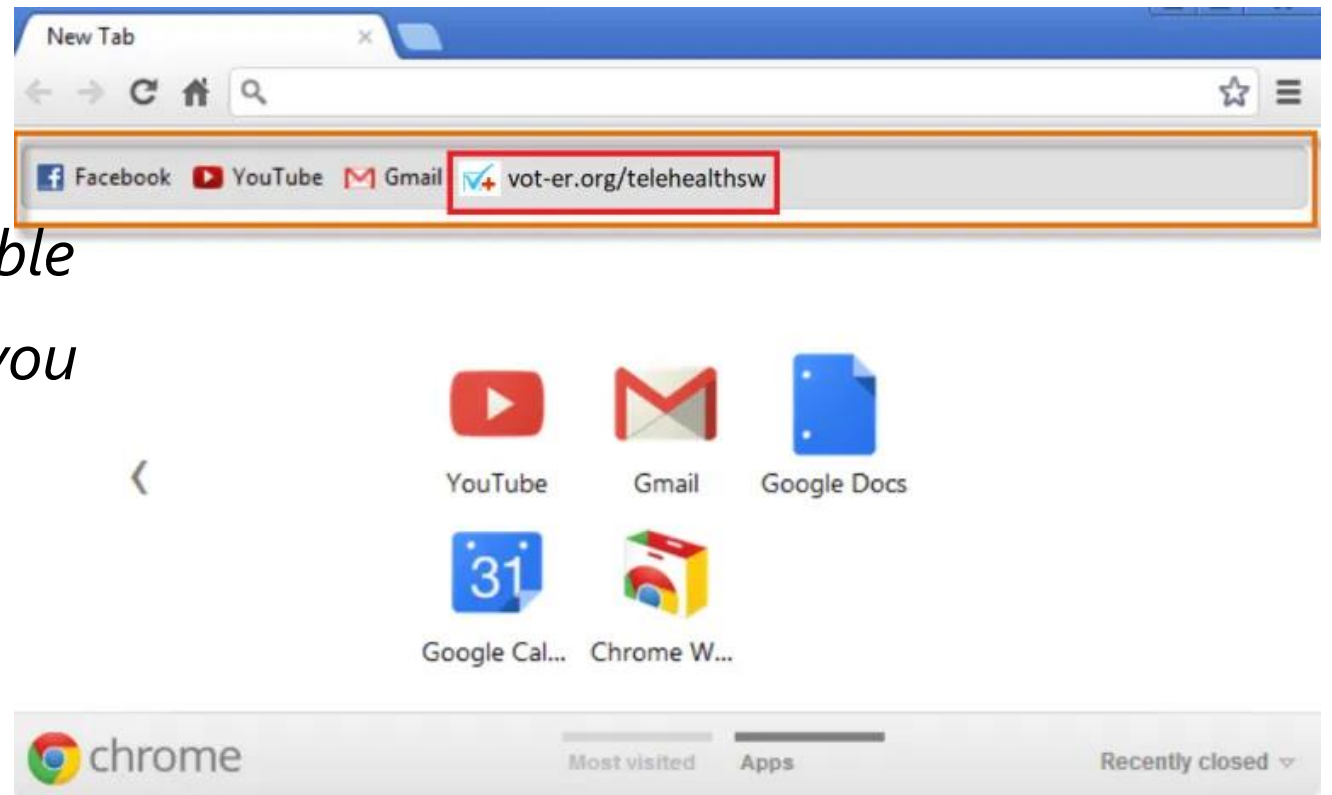 New Tab
Facebook YouTube Gmail vot-er.org/telehealthsw
ble
you
YouTube Gmail Google Docs
31
Google Cal... Chrome W...
chrome Most visited Apps Recently closed